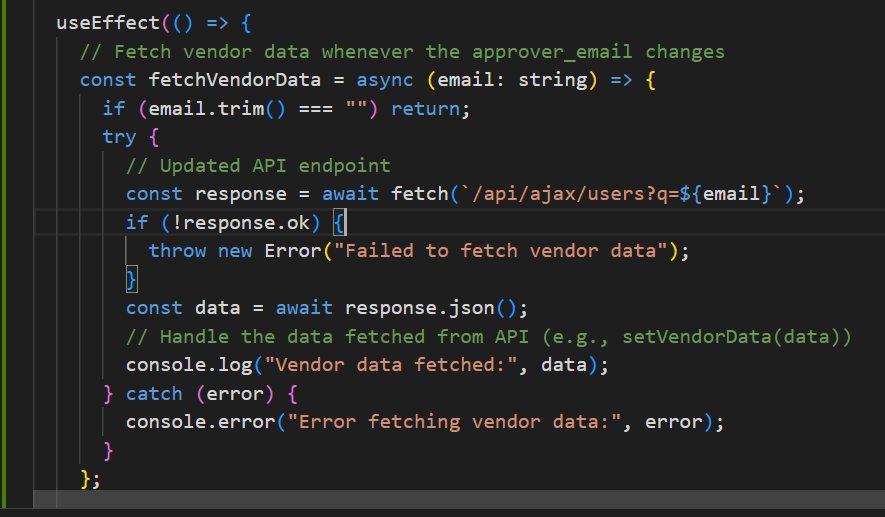 useEffect(() => {
// Fetch vendor data whenever the approver_email changes
const fetchVendorData = async (email: string) => {
if (email.trim() === "") return;
try {
// Updated API endpoint
const response = await fetch(`/api/ajax/users?q=${email}`);
if (!response.ok) {
throw new Error("Failed to fetch vendor data");
}
const data = await response.json();
// Handle the data fetched from API (e.g., setVendorData(data))
console.log("Vendor data fetched:", data);
} catch (error) {
console.error("Error fetching vendor data:", error);
}
};